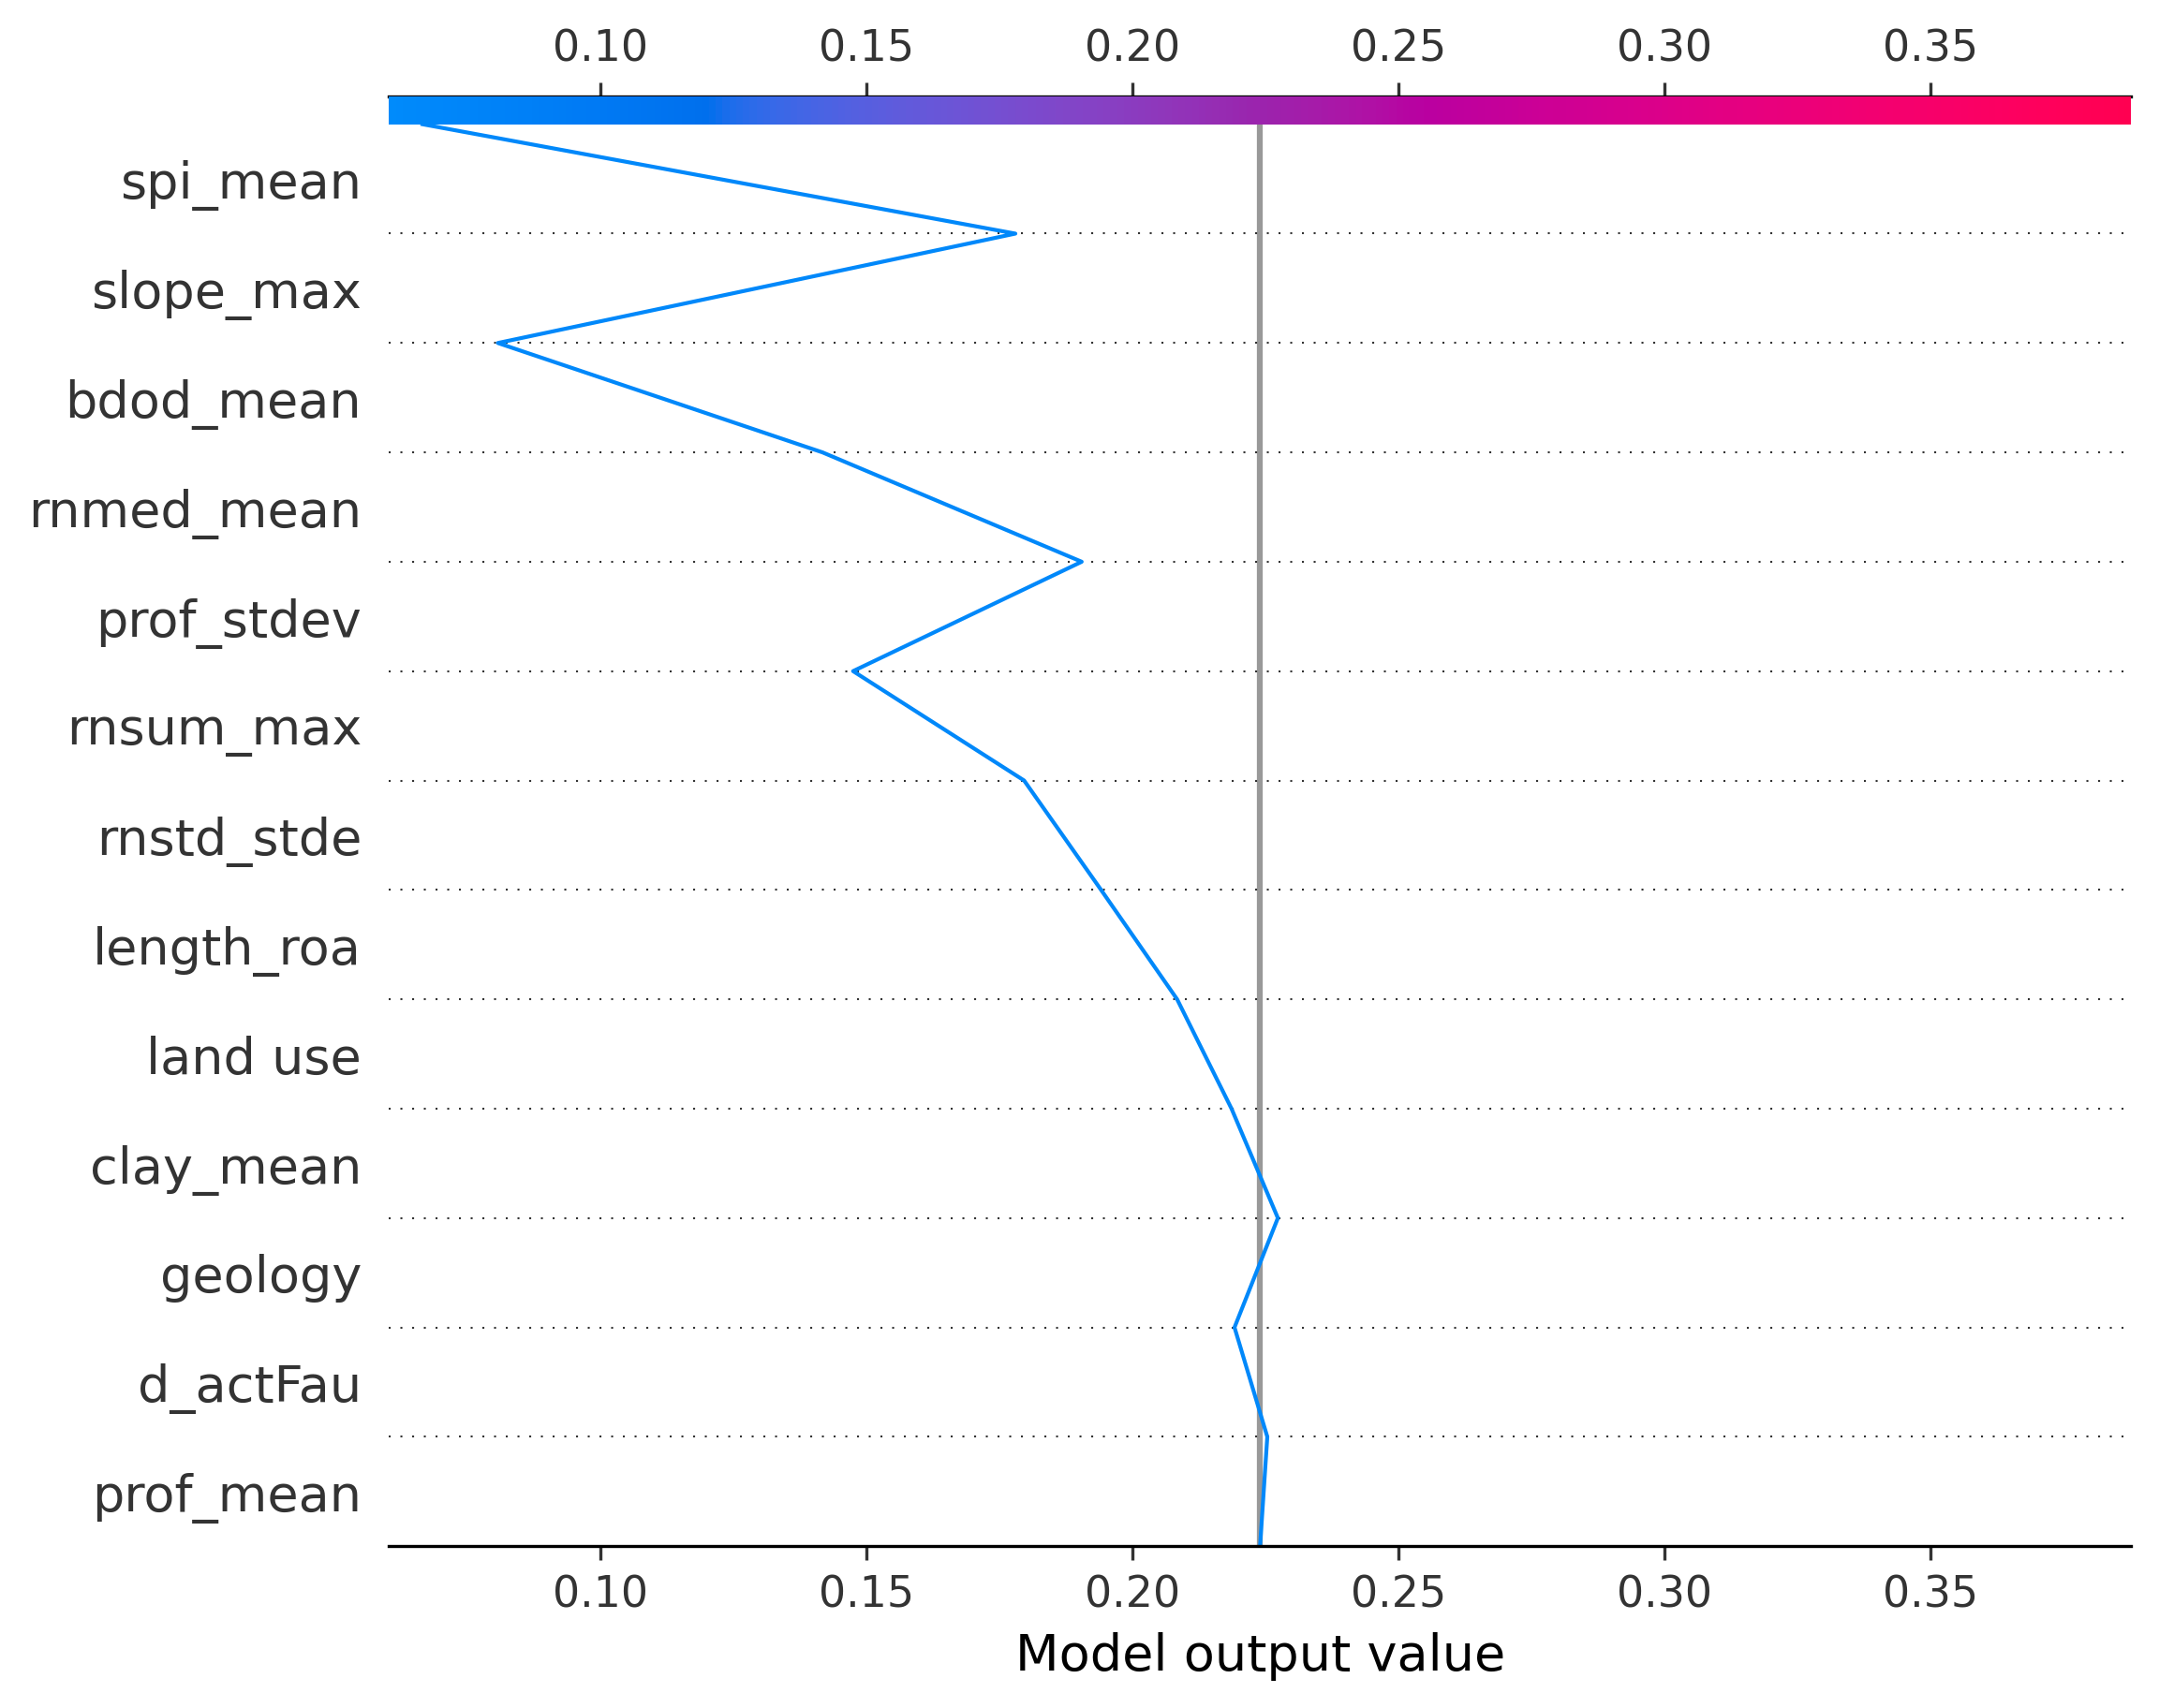 0.10 0.15 0.20 0.25 0.30 0.35
spi_mean
slope_max
bdod_mean
rnmed_mean
prof_stdev
rnsum_max
rnstd_stde
length_roa
land use
clay_mean
geology
d_actFau
prof_mean
0.10 0.15 0.20 0.25 0.30 0.35
Model output value